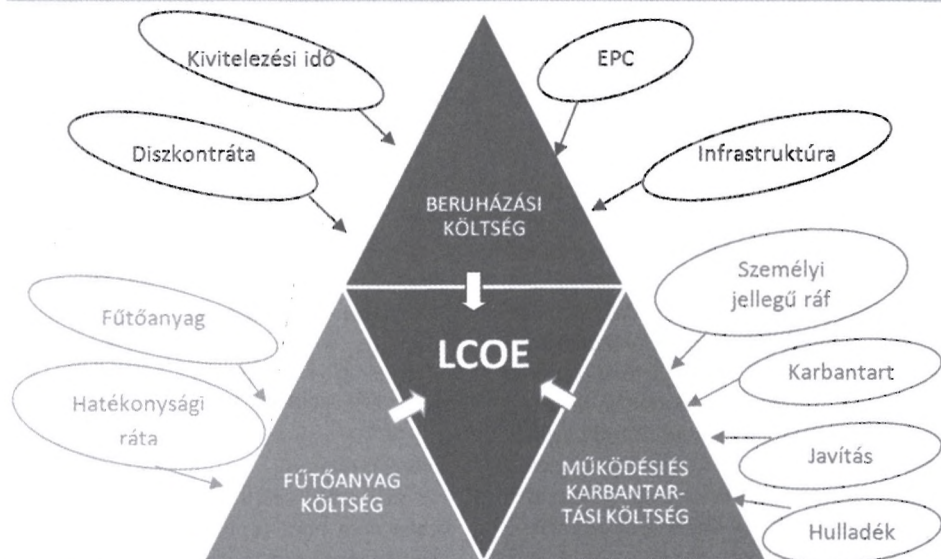 Kivitelezési idő
EPC
Diszkontráta
Infrastruktúra
BERUHÁZÁSI
KÖLTSÉG
Személyi
jellegű ráf
Fűtőanyag
LCOE
Karbantart
Hatékonysági
ráta
Javítás
FŰTŐANYAG
KÖLTSÉG
MŰKÖDÉSI ÉS
KARBANTAR-
TÁSI KÖLTSÉG
Hulladék